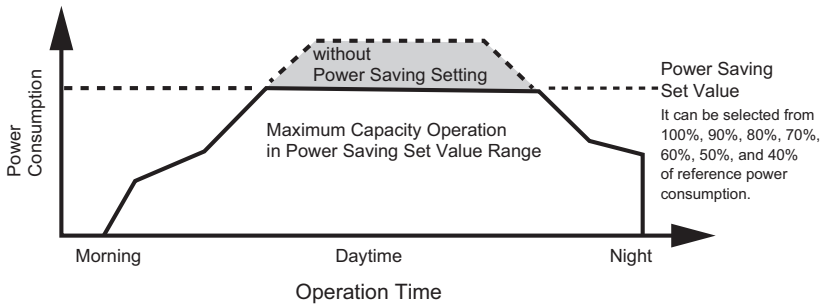 Power
Consumption
without
Power Saving Setting
Maximum Capacity Operation
in Power Saving Set Value Range
Power Saving
Set Value
It can be selected from
100%, 90%, 80%, 70%,
60%, 50%, and 40%
of reference power
consumption.
Morning
Daytime
Night
Operation Time